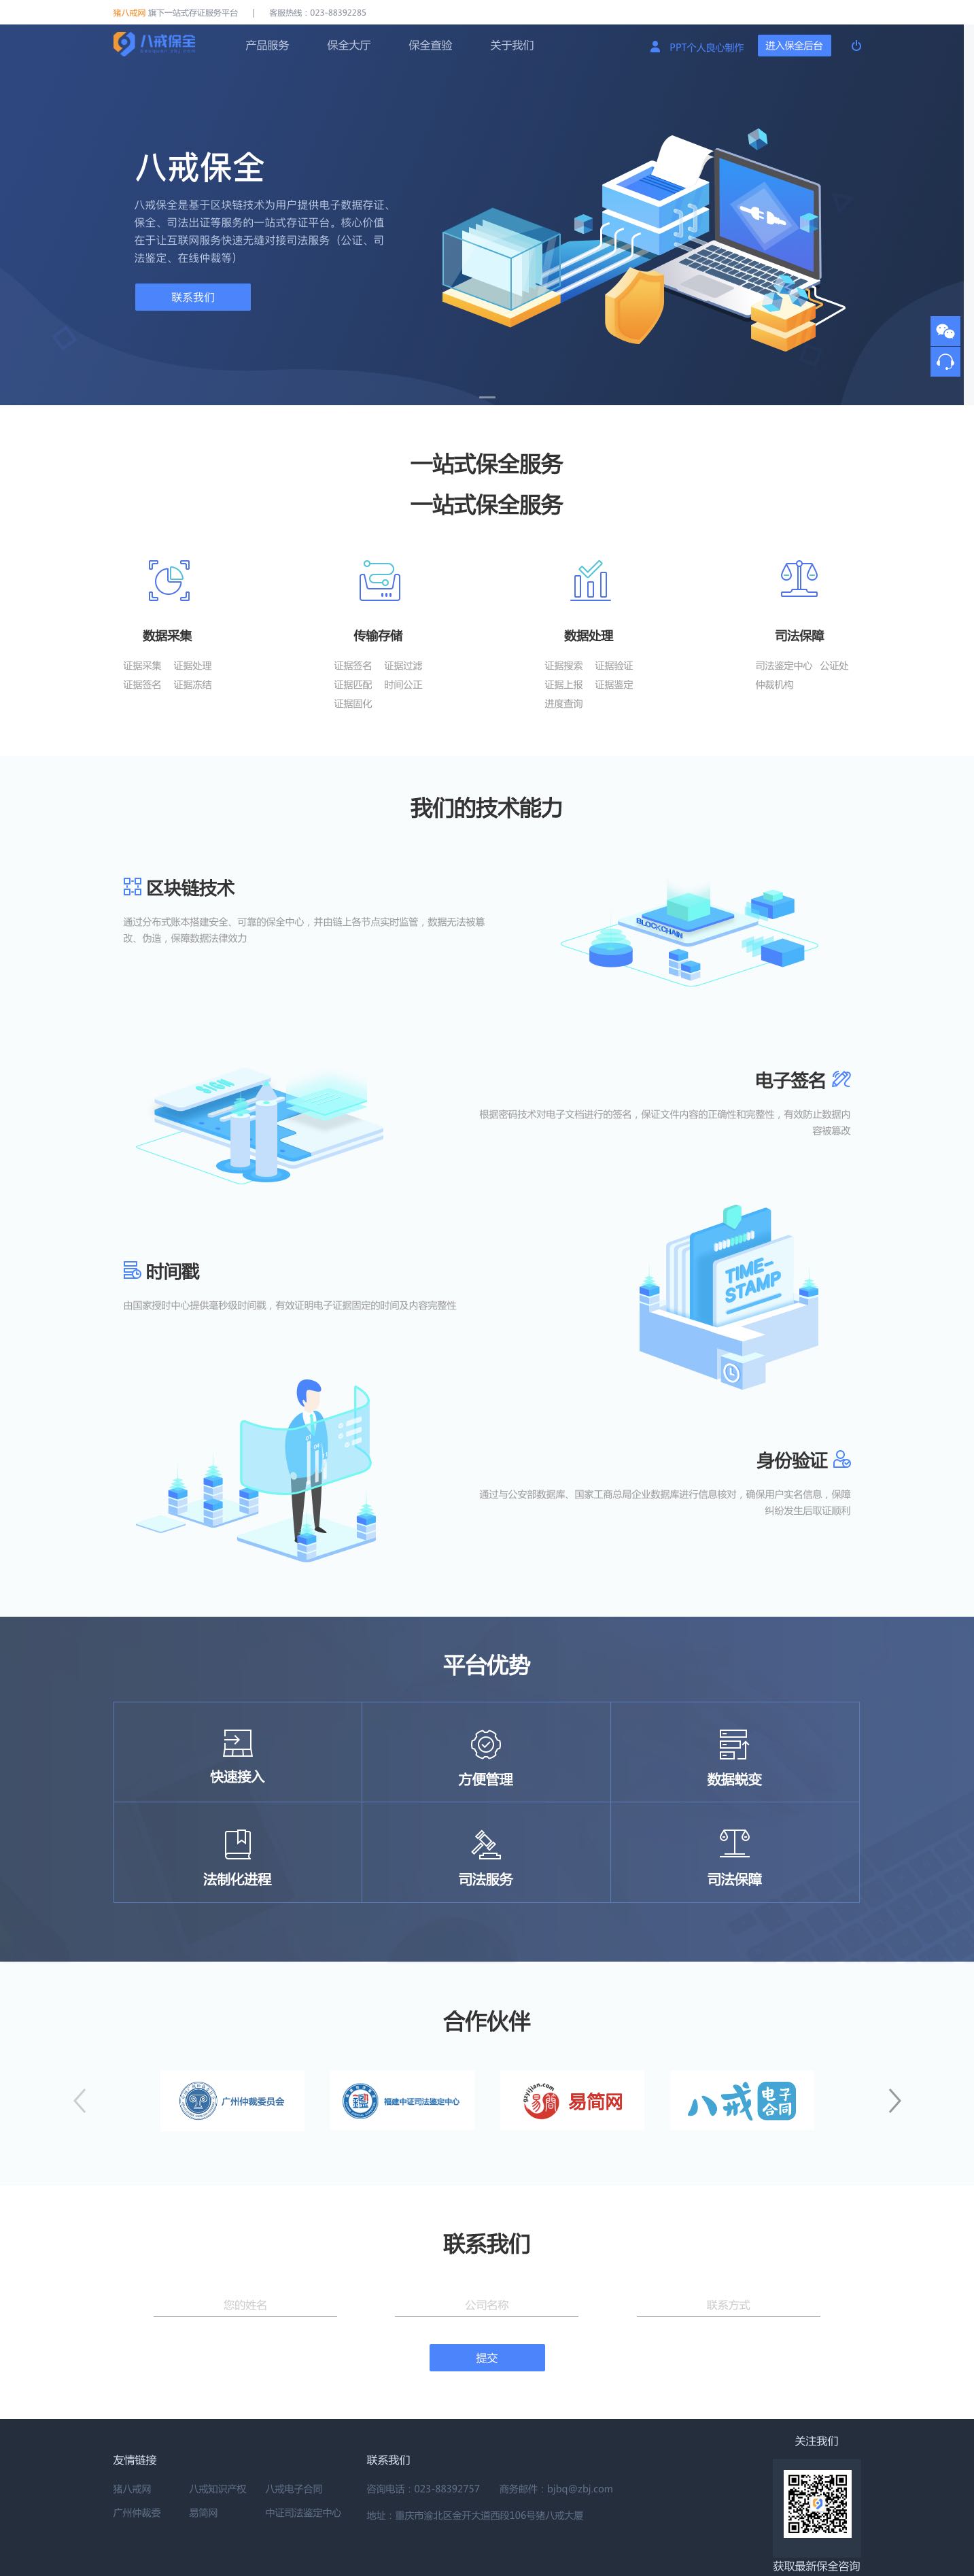 猪八戒网 旗下一站式存证服务平台 | 客服热线：023-88392285
八戒保全
产品服务 保全大厅 保全查验 关于我们 PPT个人良心制作 进入保全后台
八戒保全
八戒保全是基于区块链技术为用户提供电子数据存证、
保全、司法出证等服务的一站式存证平台。核心价值
在于让互联网服务快速无缝对接司法服务（公证、司
法鉴定、在线仲裁等）
联系我们
一站式保全服务
一站式保全服务
数据采集 传输存储 数据处理 司法保障
证据采集 证据处理 证据签名 证据过滤 证据搜索 证据验证 司法鉴定中心 公证处
证据签名 证据冻结 证据匹配 时间公正 证据上报 证据鉴定 仲裁机构
证据固化 进度查询
我们的技术能力
区块链技术
通过分布式账本搭建安全、可靠的保全中心，并由链上各节点实时监管，数据无法被篡
改、伪造，保障数据法律效力
BLOCKCHAIN
SIGN
电子签名
根据密码技术对电子文档进行的签名，保证文件内容的正确性和完整性，有效防止数据内
容被篡改
时间戳
由国家授时中心提供毫秒级时间戳，有效证明电子证据固定的时间及内容完整性
TIME-
STAMP
身份验证
通过与公安部数据库、国家工商总局企业数据库进行信息核对，确保用户实名信息，保障
纠纷发生后取证顺利
平台优势
快速接入 方便管理 数据蜕变
法制化进程 司法服务 司法保障
合作伙伴
广州仲裁委员会 福建中证司法鉴定中心 易简网 八戒电子合同
联系我们
您的姓名 公司名称 联系方式
提交
友情链接 联系我们 关注我们
猪八戒网 八戒知识产权 八戒电子合同 咨询电话：023-88392757 商务邮件：bjbq@zbj.com
广州仲裁委 易简网 中证司法鉴定中心 地址：重庆市渝北区金开大道西段106号猪八戒大厦
获取最新保全咨询